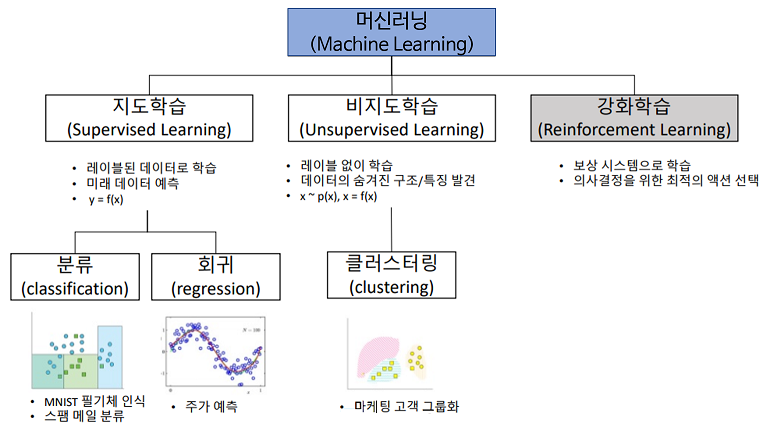 머신러닝
(Machine Learning)
지도학습
(Supervised Learning)
비지도학습
(Unsupervised Learning)
강화학습
(Reinforcement Learning)
• 레이블된 데이터로 학습
• 미래 데이터 예측
• y = f(x)
• 레이블 없이 학습
• 데이터의 숨겨진 구조/특징 발견
• x ~ p(x), x = f(x)
• 보상 시스템으로 학습
• 의사결정을 위한 최적의 액션 선택
분류
(classification)
회귀
(regression)
클러스터링
(clustering)
N = 100
1
0
-1
0
1
• MNIST 필기체 인식
• 스팸 메일 분류
• 주가 예측
• 마케팅 고객 그룹화